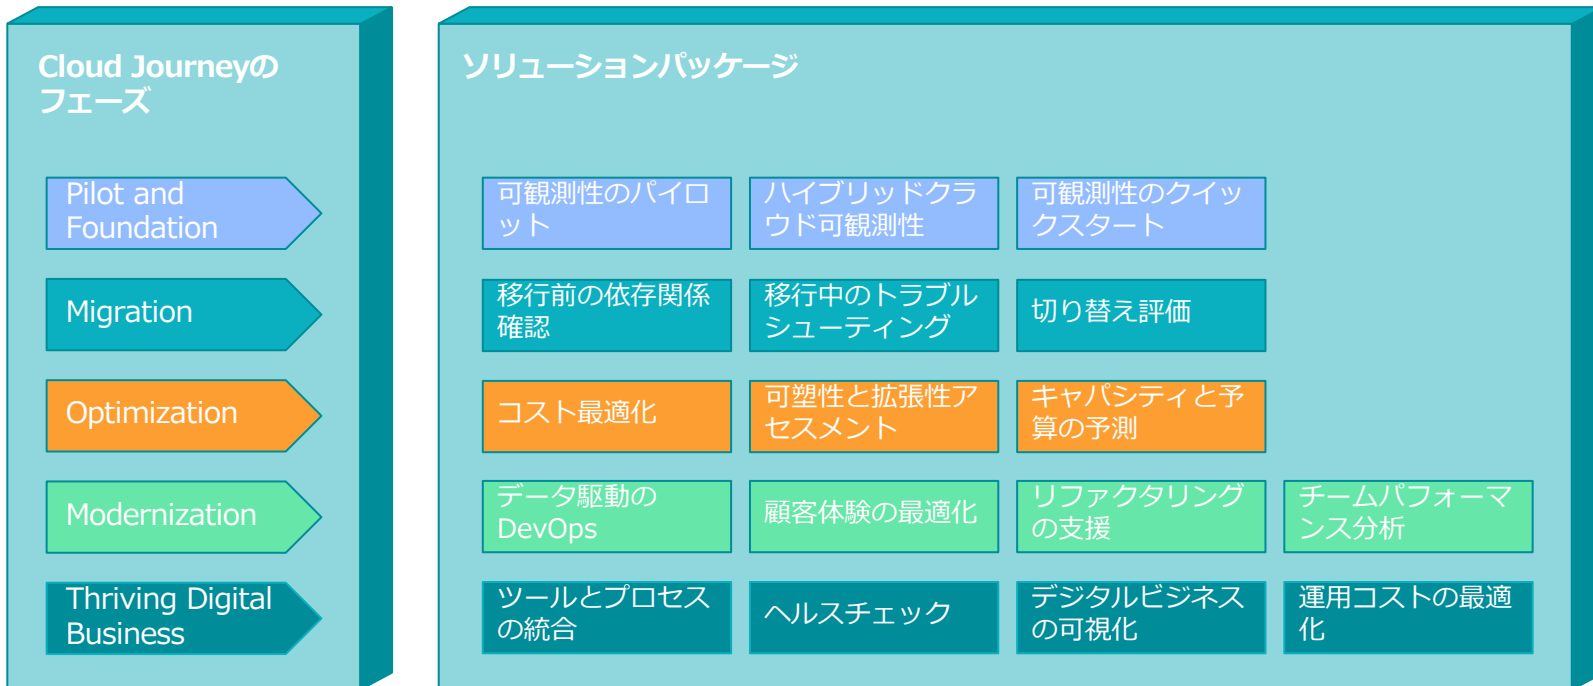 Cloud Journeyの
フェーズ
ソリューションパッケージ
Pilot and
Foundation
可観測性のパイロ
ット
ハイブリッドクラ
ウド可観測性
可観測性のクイッ
クスタート
Migration
移行前の依存関係
確認
移行中のトラブル
シューティング
切り替え評価
Optimization
コスト最適化
可塑性と拡張性ア
セスメント
キャパシティと予
算の予測
Modernization
データ駆動の
DevOps
顧客体験の最適化
リファクタリング
の支援
チームパフォーマ
ンス分析
Thriving Digital
Business
ツールとプロセス
の統合
ヘルスチェック
デジタルビジネス
の可視化
運用コストの最適
化